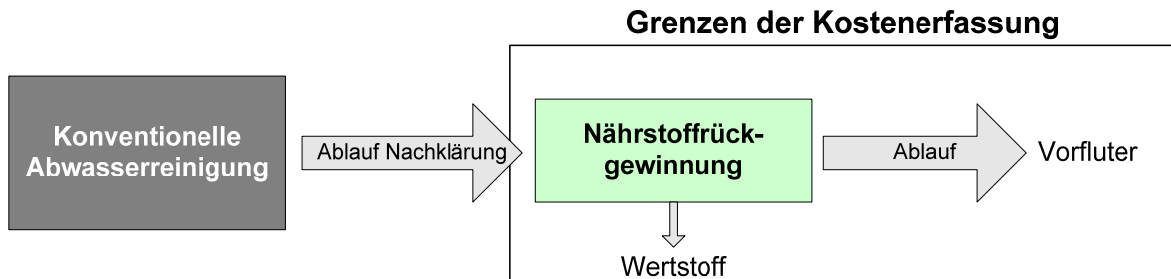 Grenzen der Kostenerfassung
Konventionelle
Abwasserreinigung
Ablauf Nachklärung
Nährstoffrück-
gewinnung
Ablauf
Vorfluter
Wertstoff